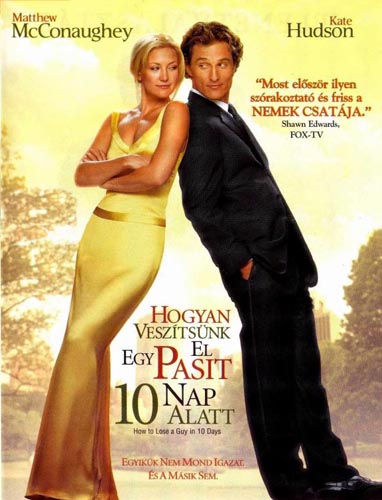 Matthew
McConaughey
Kate
Hudson
“Most először ilyen
szórakoztató és friss a
NEMEK CSATÁJA.”
Shawn Edwards,
FOX-TV
HOGYAN
VESZÍTSÜNK
EL
EGY PASIT
10 NAP
ALATT
How to Lose a Guy in 10 Days
EGYIKÜK NEM MOND IGAZAT.
ÉS A MÁSIK SEM.